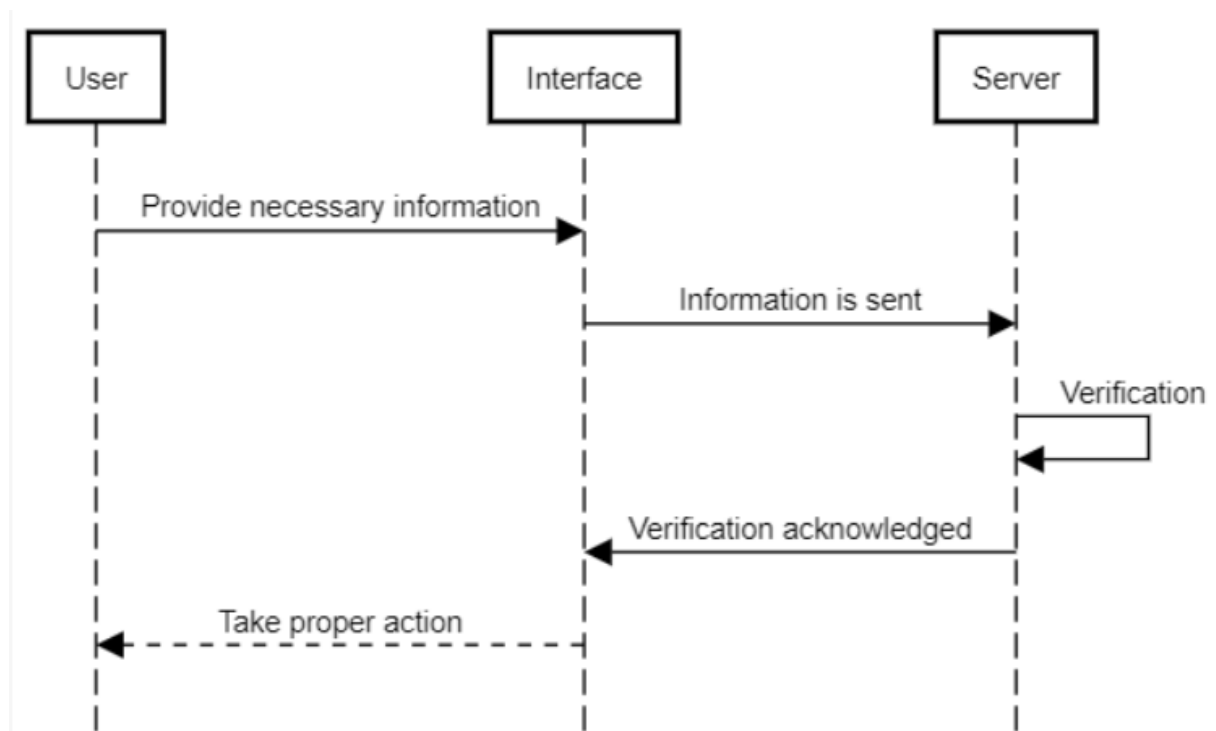 User
Interface
Server
Provide necessary information
Information is sent
Verification
Verification acknowledged
Take proper action